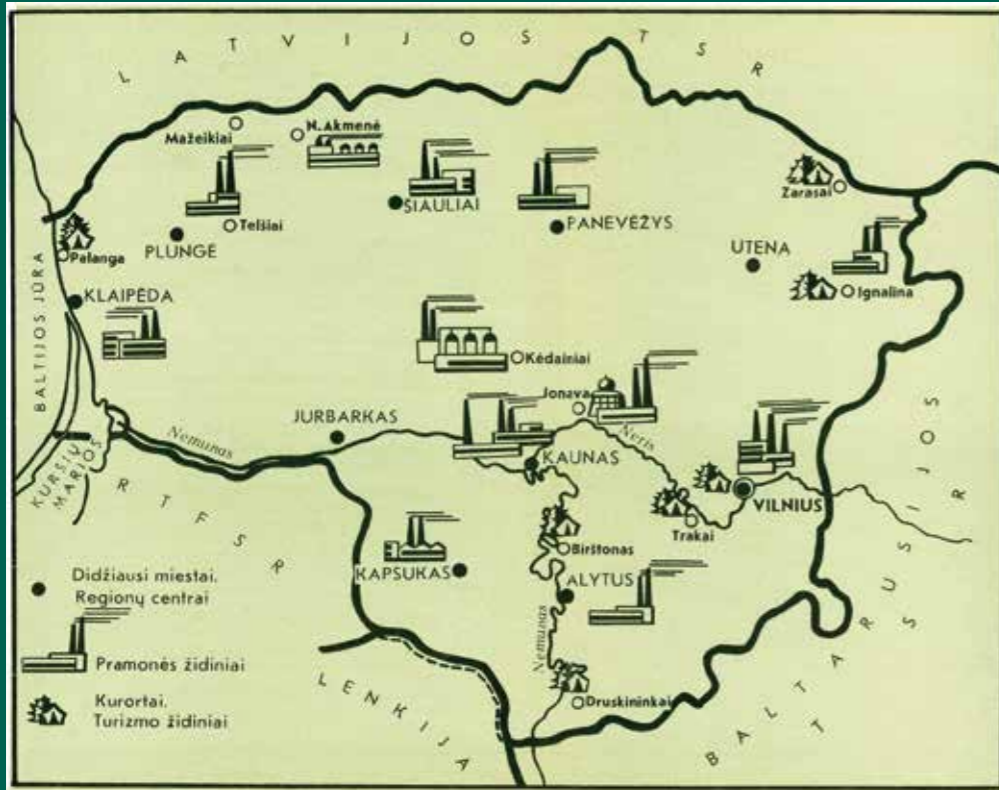 LATVIJOS TSR
Mažeikiai
N.Akmenė
Telšiai
ŠIAULIAI
PANEVĖŽYS
Zarasai
Palanga
PLUNGĖ
UTENA
Ignalina
KLAIPĖDA
BALTIJOS JŪRA
Kėdainiai
Jonava
JURBARKAS
Nemunas
Neris
KAUNAS
KURŠIŲ
MARIOS
VILNIUS
Trakai
RTFSR
Birštonas
KAPSUKAS
ALYTUS
Nemunas
Druskininkai
LENKIJA
BALTARUSIJOS
TSR
Didžiausi miestai.
Regionų centrai
Pramonės židiniai
Kurortai.
Turizmo židiniai